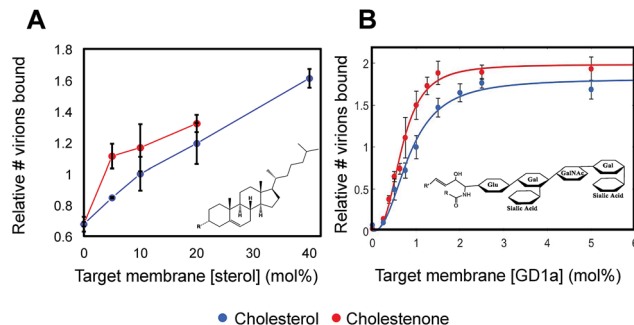 A
Relative # virions bound
1.8
1.6
1.4
1.2
1
0.8
0.6
0
10
20
30
40
R
H
H
H
Target membrane [sterol] (mol%)
B
Relative # virions bound
2
1.5
1
0.5
0
0
1
2
3
4
5
6
OH
R'
R
O
NH
Glu
Gal
GalNAc
Gal
Sialic Acid
Sialic Acid
Target membrane [GD1a] (mol%)
Cholesterol
Cholestenone